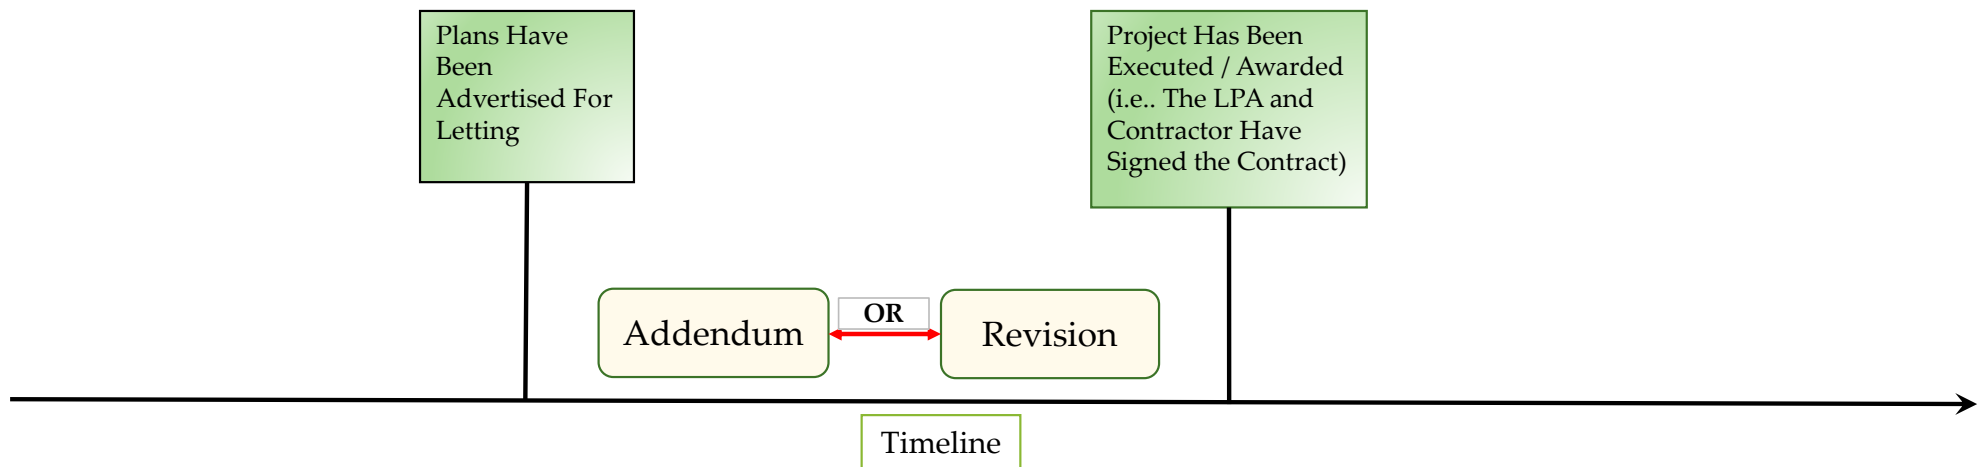 Plans Have
Been
Advertised For
Letting
Project Has Been
Executed / Awarded
(i.e.. The LPA and
Contractor Have
Signed the Contract)
Addendum
OR
Revision
Timeline